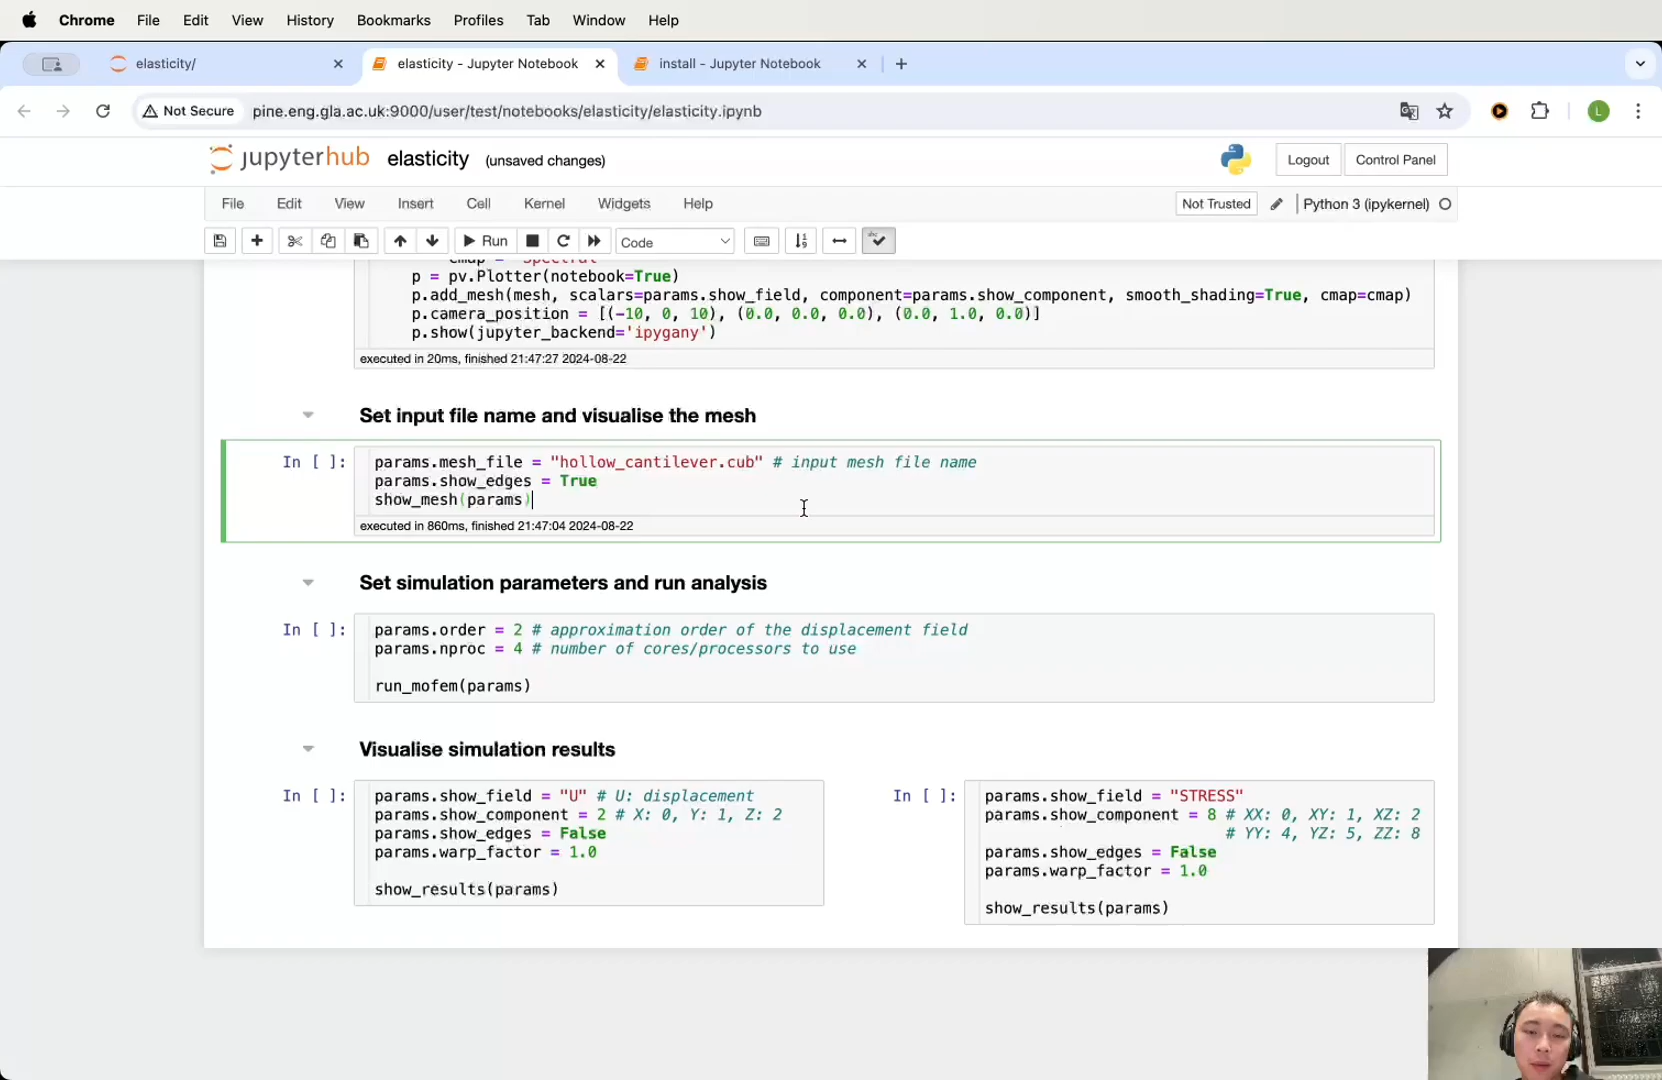 Chrome File Edit View History Bookmarks Profiles Tab Window Help
elasticity/ elasticity - Jupyter Notebook install - Jupyter Notebook
Not Secure pine.eng.gla.ac.uk:9000/user/test/notebooks/elasticity/elasticity.ipynb L
jupyterhub elasticity (unsaved changes) Logout Control Panel
File Edit View Insert Cell Kernel Widgets Help Not Trusted Python 3 (ipykernel)
Run Code
cmap = "Spectral"
p = pv.Plotter(notebook=True)
p.add_mesh(mesh, scalars=params.show_field, component=params.show_component, smooth_shading=True, cmap=cmap)
p.camera_position = [(-10, 0, 10), (0.0, 0.0, 0.0), (0.0, 1.0, 0.0)]
p.show(jupyter_backend='ipygany')
executed in 20ms, finished 21:47:27 2024-08-22
Set input file name and visualise the mesh
In [ ]: params.mesh_file = "hollow_cantilever.cub" # input mesh file name
params.show_edges = True
show_mesh(params)
executed in 860ms, finished 21:47:04 2024-08-22
Set simulation parameters and run analysis
In [ ]: params.order = 2 # approximation order of the displacement field
params.nproc = 4 # number of cores/processors to use
run_mofem(params)
Visualise simulation results
In [ ]: params.show_field = "U" # U: displacement
params.show_component = 2 # X: 0, Y: 1, Z: 2
params.show_edges = False
params.warp_factor = 1.0
show_results(params)
In [ ]: params.show_field = "STRESS"
params.show_component = 8 # XX: 0, XY: 1, XZ: 2
# YY: 4, YZ: 5, ZZ: 8
params.show_edges = False
params.warp_factor = 1.0
show_results(params)